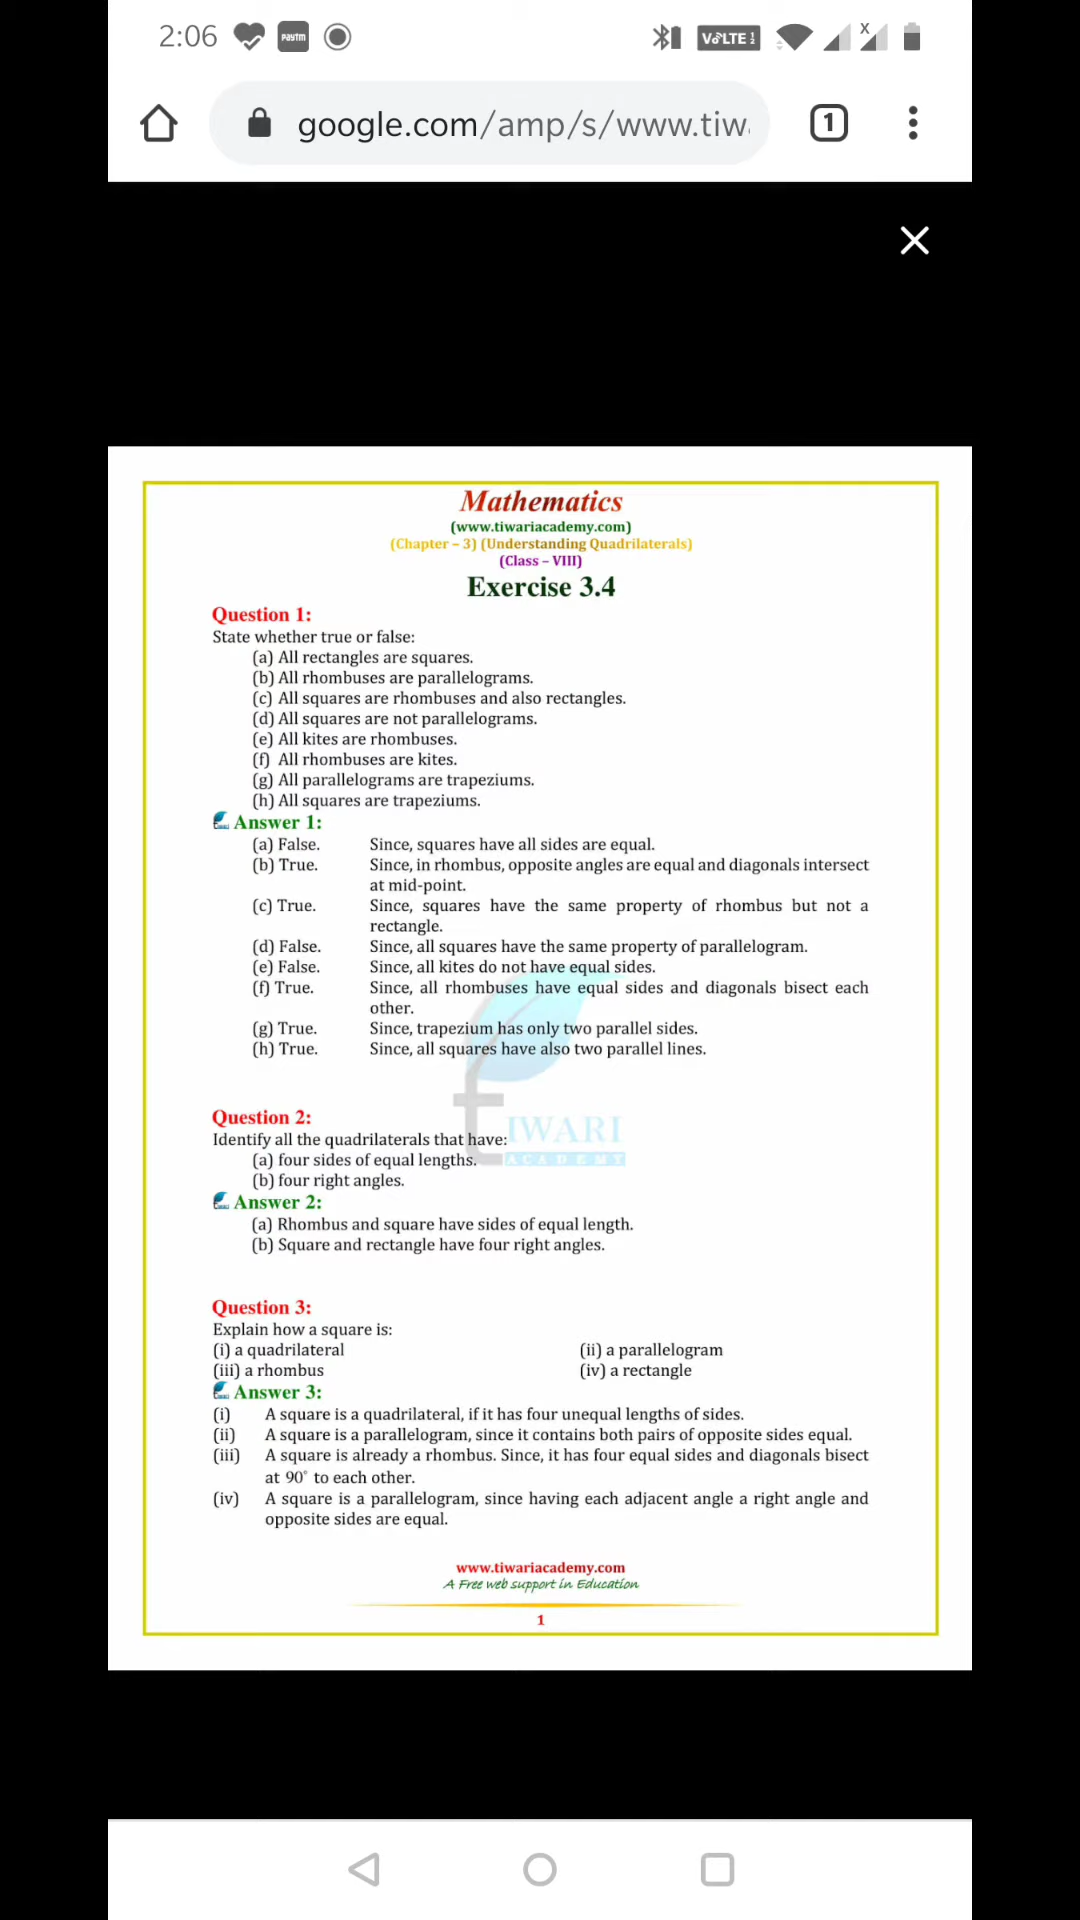 2:06
Paytm
VoLTE
google.com/amp/s/www.tiw
1
Mathematics
(www.tiwariacademy.com)
(Chapter – 3) (Understanding Quadrilaterals)
(Class – VIII)
Exercise 3.4
Question 1:
State whether true or false:
(a) All rectangles are squares.
(b) All rhombuses are parallelograms.
(c) All squares are rhombuses and also rectangles.
(d) All squares are not parallelograms.
(e) All kites are rhombuses.
(f) All rhombuses are kites.
(g) All parallelograms are trapeziums.
(h) All squares are trapeziums.
Answer 1:
(a) False. Since, squares have all sides are equal.
(b) True. Since, in rhombus, opposite angles are equal and diagonals intersect
at mid-point.
(c) True. Since, squares have the same property of rhombus but not a
rectangle.
(d) False. Since, all squares have the same property of parallelogram.
(e) False. Since, all kites do not have equal sides.
(f) True. Since, all rhombuses have equal sides and diagonals bisect each
other.
(g) True. Since, trapezium has only two parallel sides.
(h) True. Since, all squares have also two parallel lines.
tIWARI
ACADEMY
Question 2:
Identify all the quadrilaterals that have:
(a) four sides of equal lengths.
(b) four right angles.
Answer 2:
(a) Rhombus and square have sides of equal length.
(b) Square and rectangle have four right angles.
Question 3:
Explain how a square is:
(i) a quadrilateral (ii) a parallelogram
(iii) a rhombus (iv) a rectangle
Answer 3:
(i) A square is a quadrilateral, if it has four unequal lengths of sides.
(ii) A square is a parallelogram, since it contains both pairs of opposite sides equal.
(iii) A square is already a rhombus. Since, it has four equal sides and diagonals bisect
at 90° to each other.
(iv) A square is a parallelogram, since having each adjacent angle a right angle and
opposite sides are equal.
www.tiwariacademy.com
A Free web support in Education
1